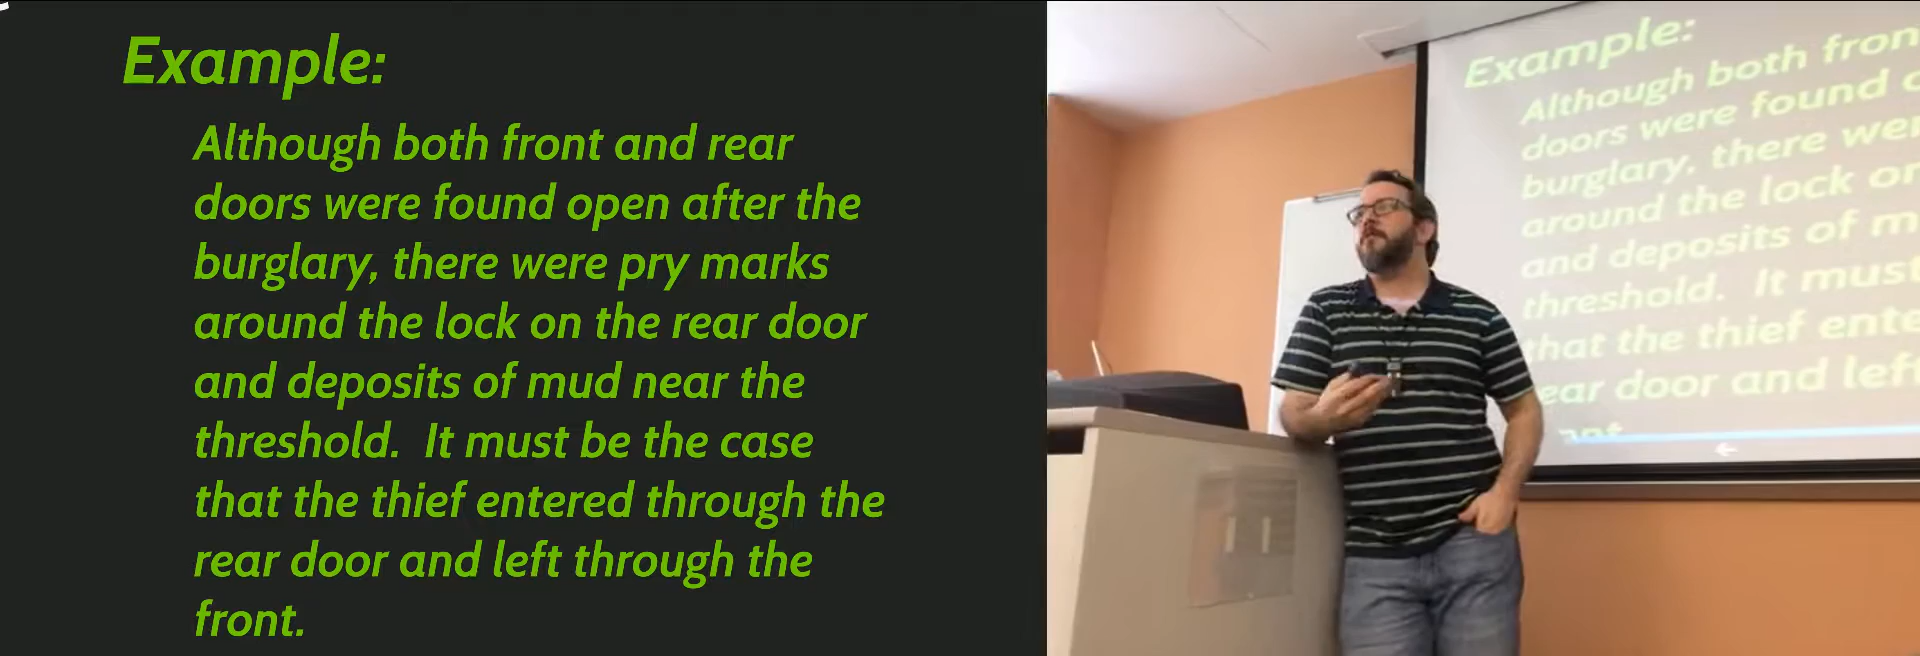 Example:
Although both front and rear
doors were found open after the
burglary, there were pry marks
around the lock on the rear door
and deposits of mud near the
threshold.  It must be the case
that the thief entered through the
rear door and left through the
front.
Example:
Although both fron
doors were found
burglary, there wer
around the lock on
and deposits of m
threshold.  It must
that the thief ente
ear door and left